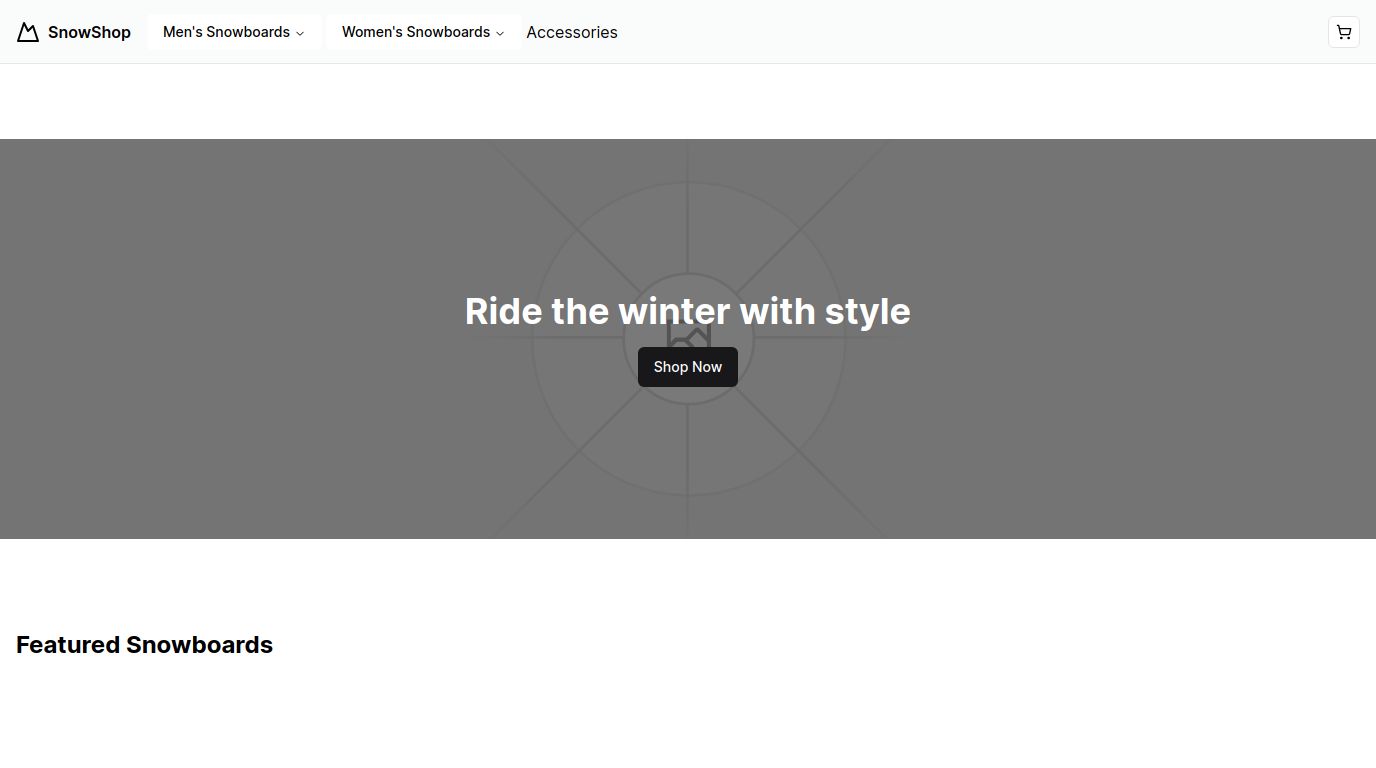 SnowShop
Men's Snowboards
Women's Snowboards
Accessories
Ride the winter with style
Shop Now
Featured Snowboards